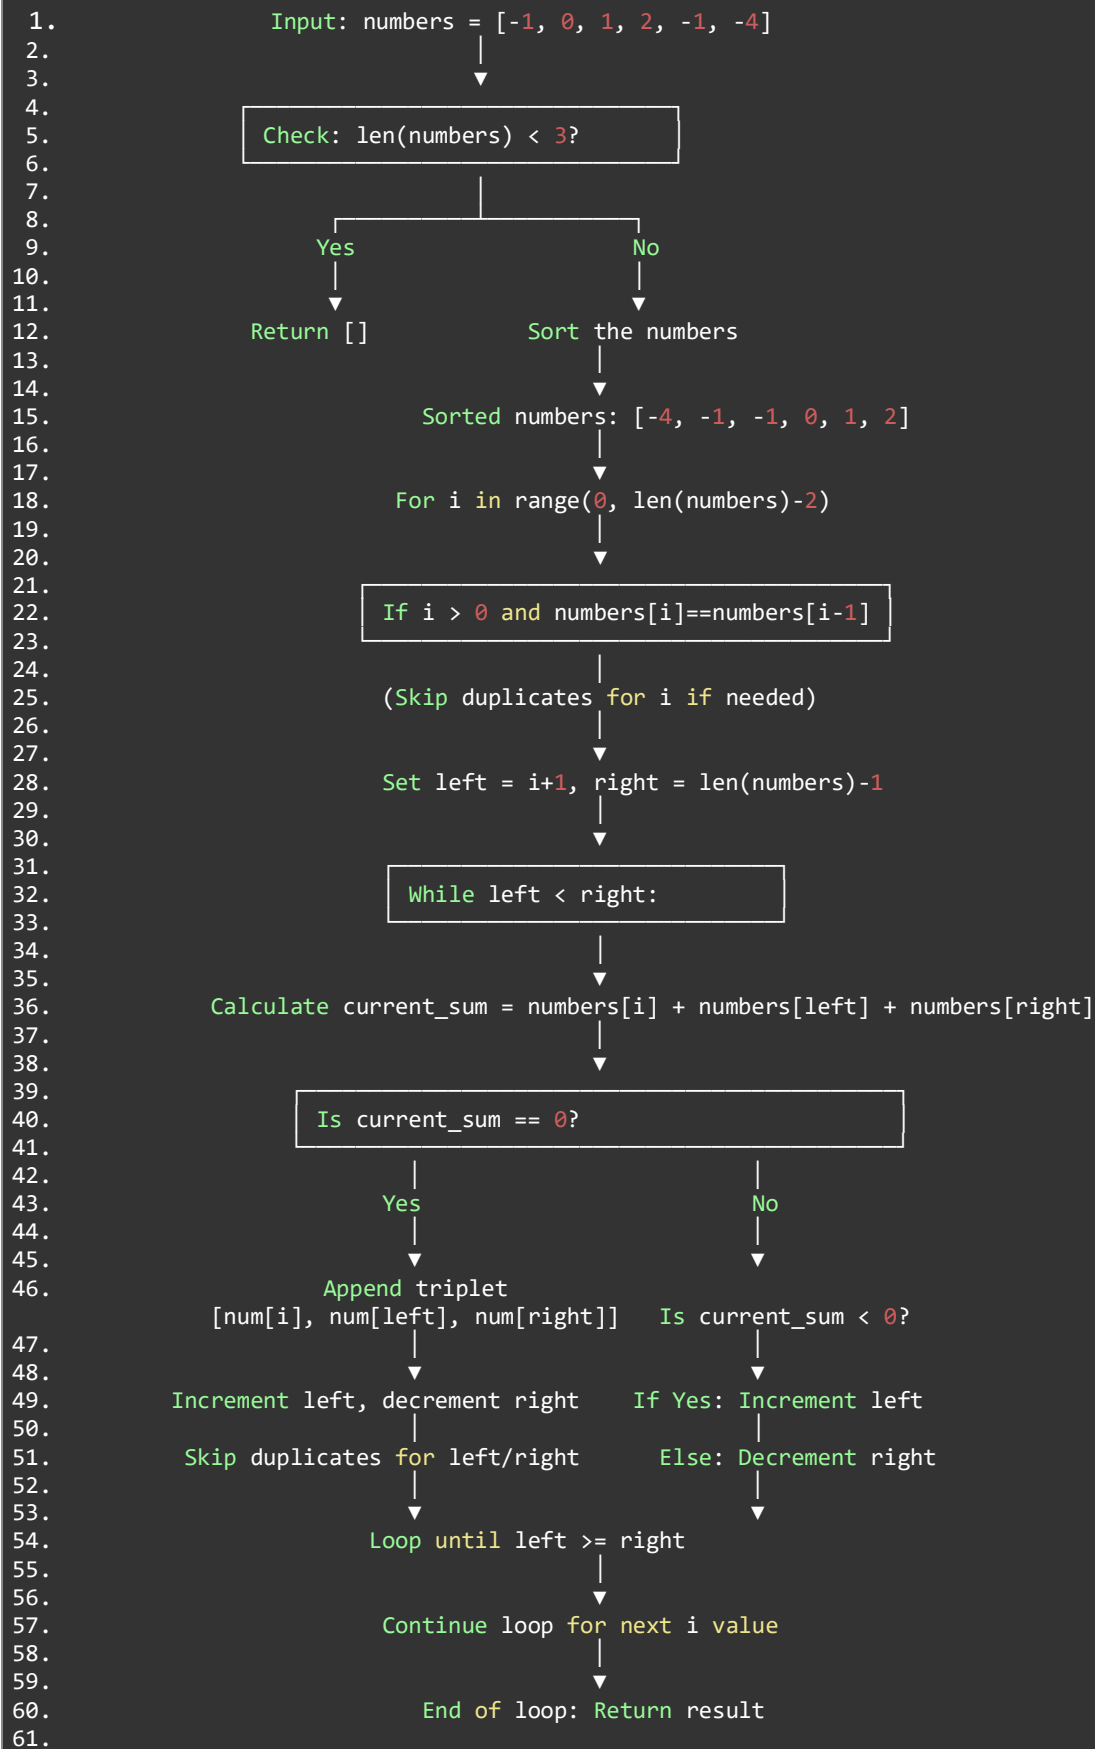 1. Input: numbers = [-1, 0, 1, 2, -1, -4]
2. │
3. ▼
4. ┌────────────────────────────────┐
5. │ Check: len(numbers) < 3? │
6. └────────────────────────────────┘
7. │
8. ┌──────────┴───────────┐
9. Yes No
10. │ │
11. ▼ ▼
12. Return [] Sort the numbers
13. │
14. ▼
15. Sorted numbers: [-4, -1, -1, 0, 1, 2]
16. │
17. ▼
18. For i in range(0, len(numbers)-2)
19. │
20. ▼
21. ┌───────────────────────────────────────┐
22. │ If i > 0 and numbers[i]==numbers[i-1] │
23. └───────────────────────────────────────┘
24. │
25. (Skip duplicates for i if needed)
26. │
27. ▼
28. Set left = i+1, right = len(numbers)-1
29. │
30. ▼
31. ┌─────────────────────────────┐
32. │ While left < right: │
33. └─────────────────────────────┘
34. │
35. ▼
36. Calculate current_sum = numbers[i] + numbers[left] + numbers[right]
37. │
38. ▼
39. ┌─────────────────────────────────────────────┐
40. │ Is current_sum == 0? │
41. └─────────────────────────────────────────────┘
42. │ │
43. Yes No
44. │ │
45. ▼ ▼
46. Append triplet
[num[i], num[left], num[right]] Is current_sum < 0?
47. │ │
48. ▼ ▼
49. Increment left, decrement right If Yes: Increment left
50. │ │
51. Skip duplicates for left/right Else: Decrement right
52. │ │
53. ▼ ▼
54. Loop until left >= right
55. │
56. ▼
57. Continue loop for next i value
58. │
59. ▼
60. End of loop: Return result
61.